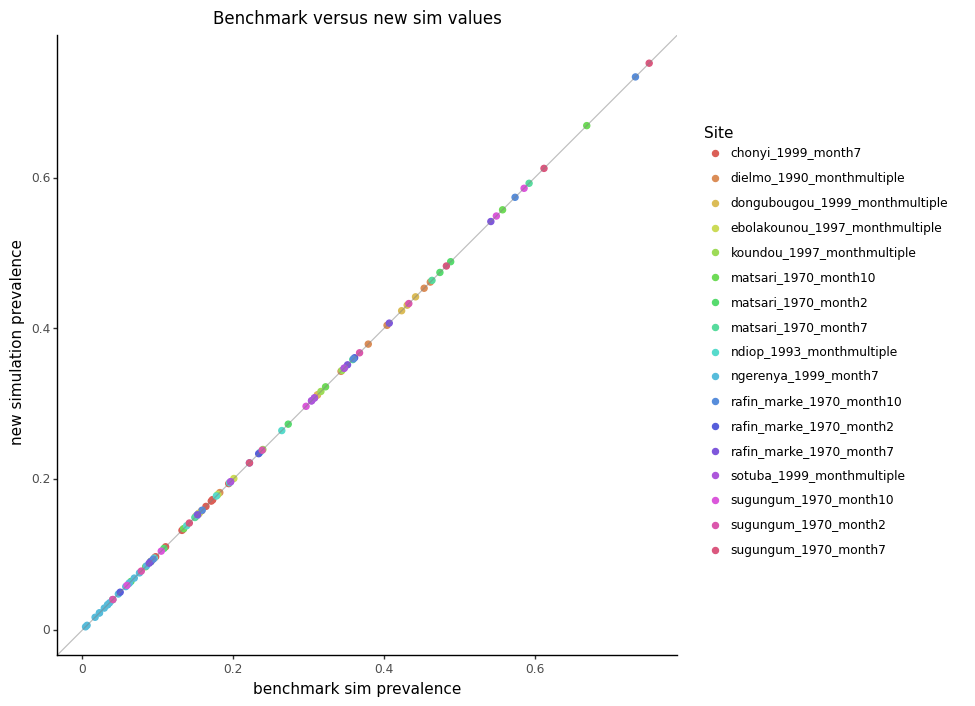 Benchmark versus new sim values
new simulation prevalence
0.6
0.4
0.2
0
0
0.2
0.4
0.6
benchmark sim prevalence
Site
chonyi_1999_month7
dielmo_1990_monthmultiple
dongubougou_1999_monthmultiple
ebolakounou_1997_monthmultiple
koundou_1997_monthmultiple
matsari_1970_month10
matsari_1970_month2
matsari_1970_month7
ndiop_1993_monthmultiple
ngerenya_1999_month7
rafin_marke_1970_month10
rafin_marke_1970_month2
rafin_marke_1970_month7
sotuba_1999_monthmultiple
sugungum_1970_month10
sugungum_1970_month2
sugungum_1970_month7